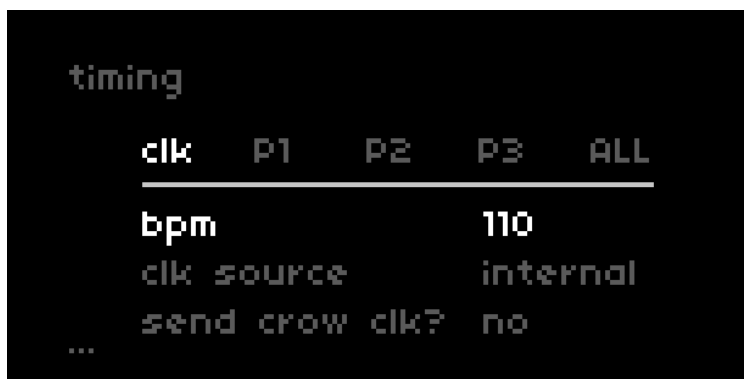 timing
clk P1 P2 P3 ALL
bpm 110
clk source internal
send crow clk? no
...